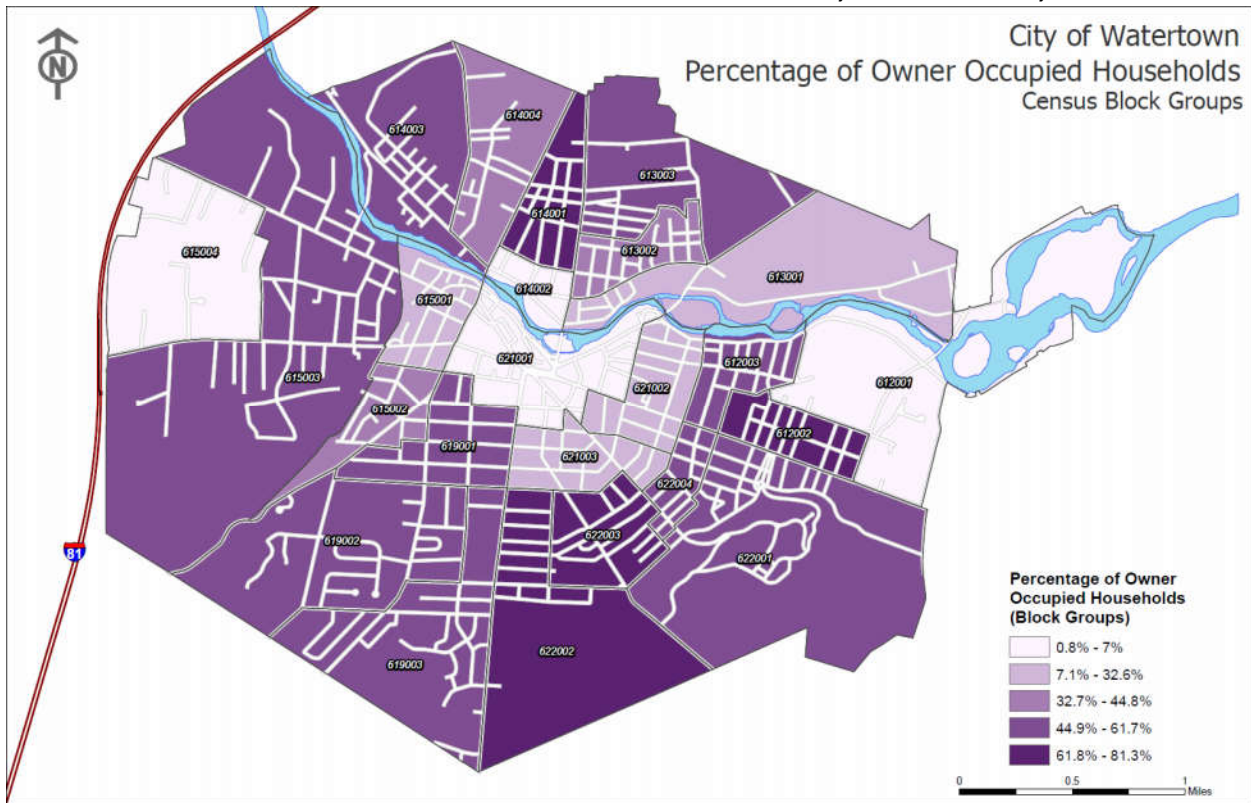 City of Watertown
Percentage of Owner Occupied Households
Census Block Groups
N
614003
614004
613003
614001
613002
615004
613001
614002
615001
621001
612003
612001
615003
621002
615002
612002
619001
621003
622004
622003
619002
622001
81
619003
622002
Percentage of Owner
Occupied Households
(Block Groups)
0.8% - 7%
7.1% - 32.6%
32.7% - 44.8%
44.9% - 61.7%
61.8% - 81.3%
0 0.5 1
Miles